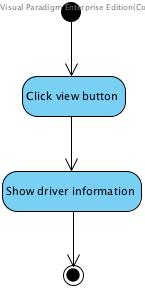 Visual Paradigm Enterprise Edition(Co
Click view button
Show driver information